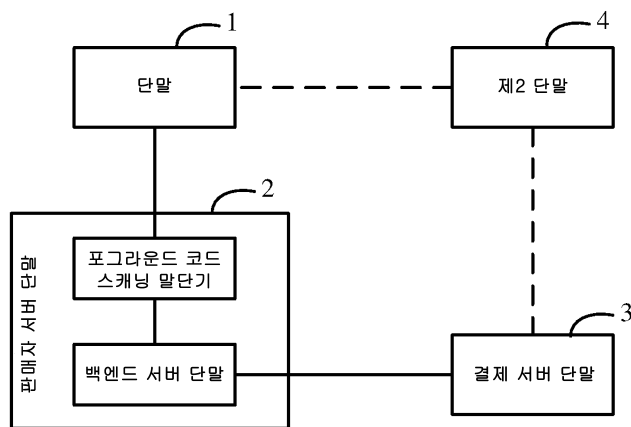 1
단말
4
제2 단말
2
판매자 서버 단말
포그라운드 코드
스캐닝 말단기
백엔드 서버 단말
3
결제 서버 단말